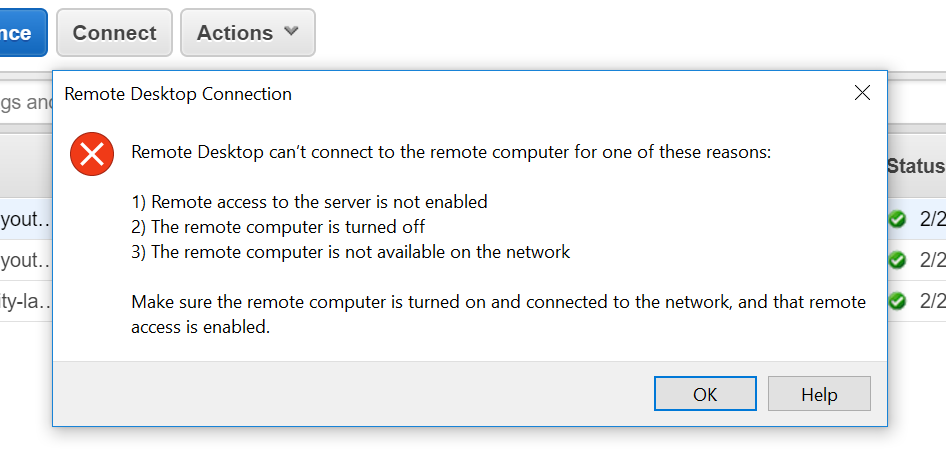 nce Connect Actions
gs and
Remote Desktop Connection
Status
Remote Desktop can't connect to the remote computer for one of these reasons:
1) Remote access to the server is not enabled
2) The remote computer is turned off
3) The remote computer is not available on the network
Make sure the remote computer is turned on and connected to the network, and that remote
access is enabled.
yout… 2/2
yout… 2/2
ity-la… 2/2
OK Help